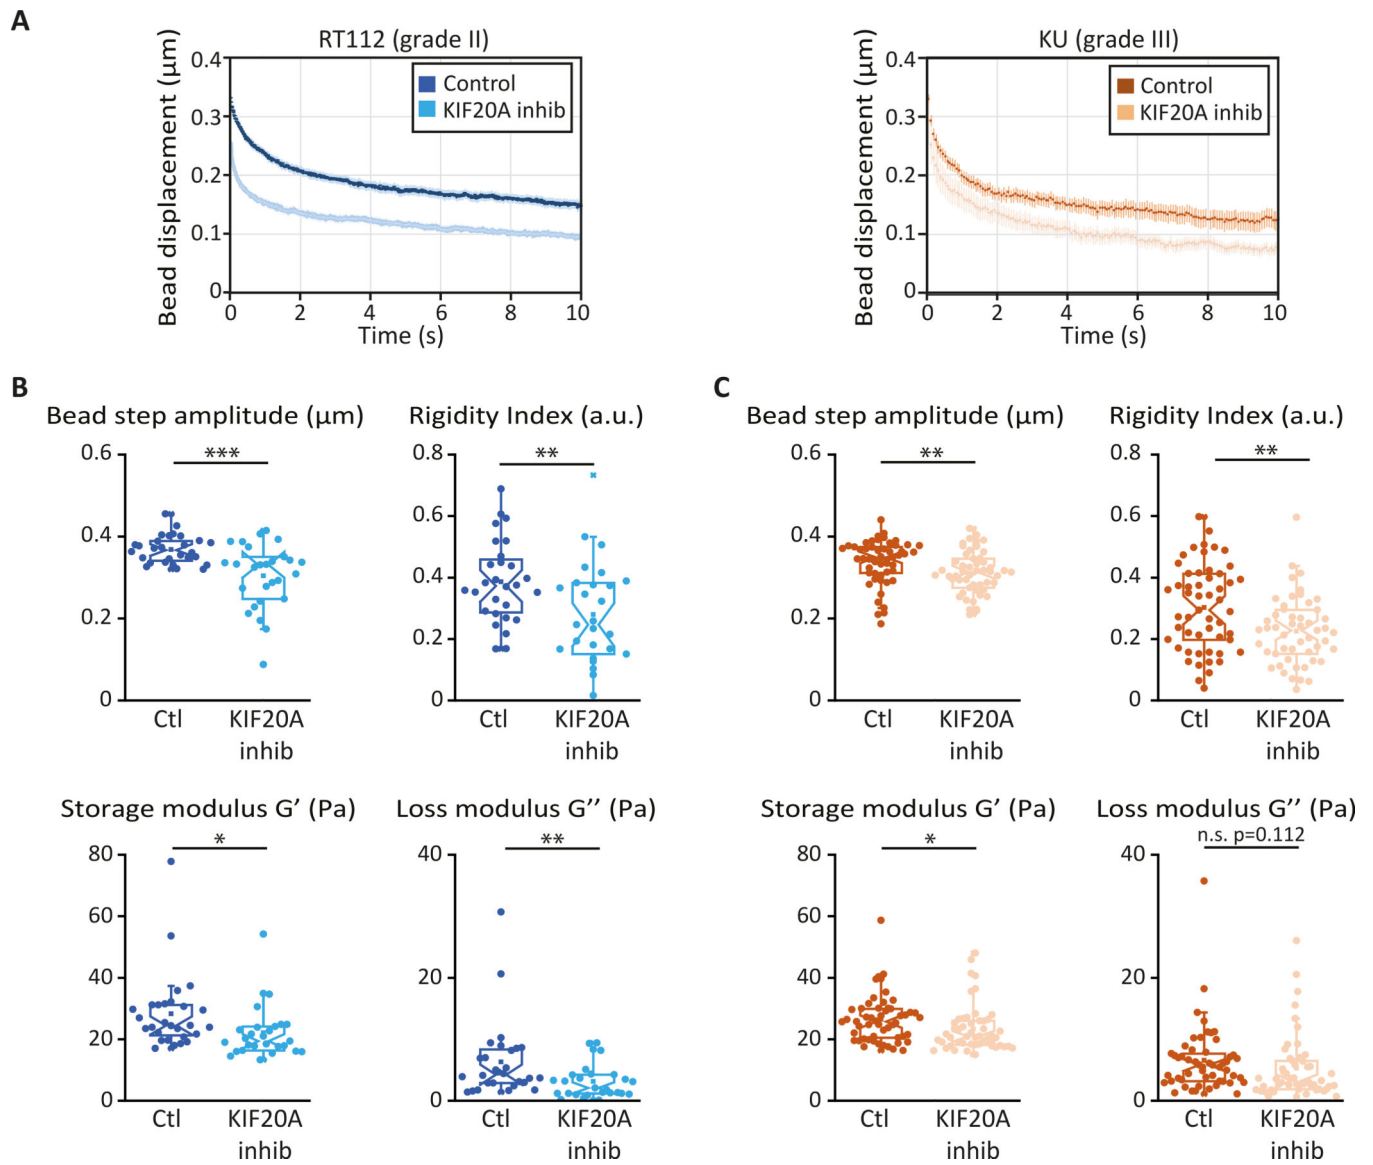 A
RT112 (grade II)
Bead displacement (µm)
0.4
0.3
0.2
0.1
0
Control
KIF20A inhib
0 2 4 6 8 10
Time (s)
KU (grade III)
Bead displacement (µm)
0.4
0.3
0.2
0.1
0
Control
KIF20A inhib
0 2 4 6 8 10
Time (s)
B
Bead step amplitude (µm)
***
0.6
0.4
0.2
0
Ctl KIF20A
inhib
Rigidity Index (a.u.)
**
0.8
0.6
0.4
0.2
0
Ctl KIF20A
inhib
Storage modulus G’ (Pa)
*
80
60
40
20
0
Ctl KIF20A
inhib
Loss modulus G’’ (Pa)
**
40
20
0
Ctl KIF20A
inhib
C
Bead step amplitude (µm)
**
0.6
0.4
0.2
0
Ctl KIF20A
inhib
Rigidity Index (a.u.)
**
0.8
0.6
0.4
0.2
0
Ctl KIF20A
inhib
Storage modulus G’ (Pa)
*
80
60
40
20
0
Ctl KIF20A
inhib
Loss modulus G’’ (Pa)
n.s. p=0.112
40
20
0
Ctl KIF20A
inhib